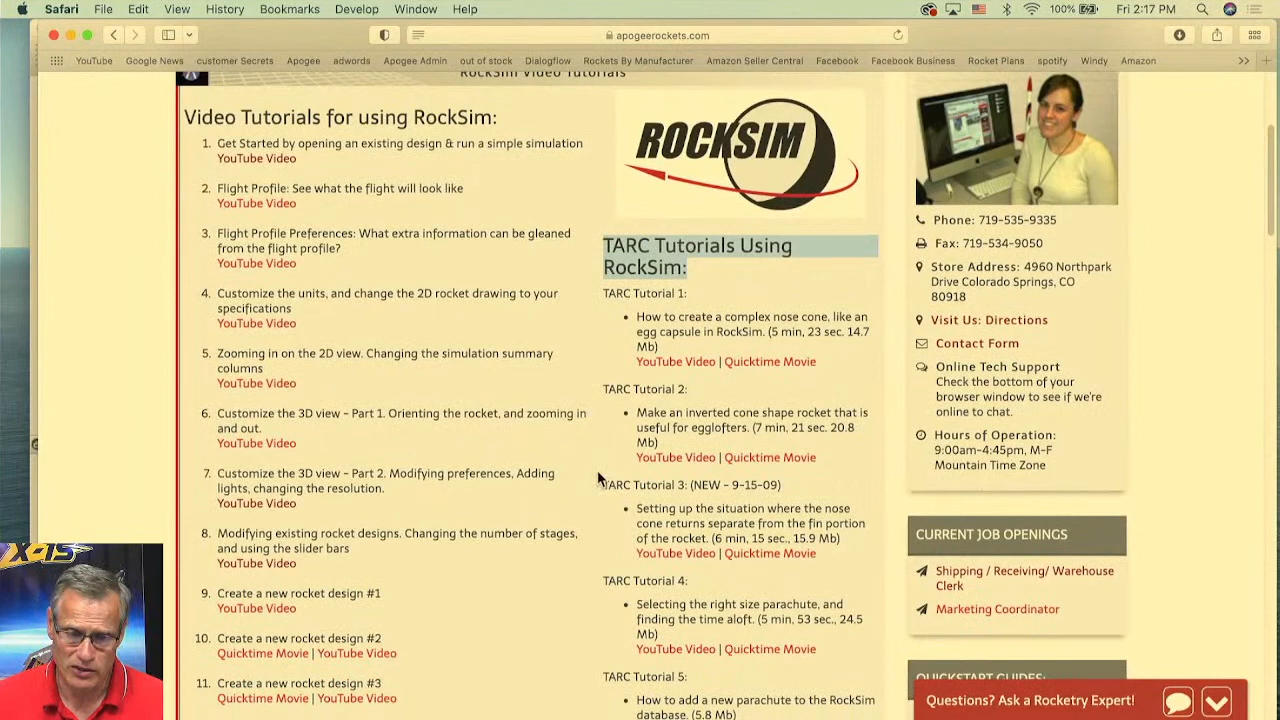 Safari File Edit View History Bookmarks Develop Window Help
100% Fri 2:17 PM
apogeerockets.com
YouTube Google News customer Secrets Apogee adwords Apogee Admin out of stock Dialogflow Rockets By Manufacturer Amazon Seller Central Facebook Facebook Business Rocket Plans spotify Windy Amazon
RockSim Video Tutorials
Video Tutorials for using RockSim:
1. Get Started by opening an existing design & run a simple simulation
YouTube Video
2. Flight Profile: See what the flight will look like
YouTube Video
3. Flight Profile Preferences: What extra information can be gleaned
from the flight profile?
YouTube Video
4. Customize the units, and change the 2D rocket drawing to your
specifications
YouTube Video
5. Zooming in on the 2D view. Changing the simulation summary
columns
YouTube Video
6. Customize the 3D view - Part 1. Orienting the rocket, and zooming in
and out.
YouTube Video
7. Customize the 3D view - Part 2. Modifying preferences, Adding
lights, changing the resolution.
YouTube Video
8. Modifying existing rocket designs. Changing the number of stages,
and using the slider bars
YouTube Video
9. Create a new rocket design #1
YouTube Video
10. Create a new rocket design #2
Quicktime Movie | YouTube Video
11. Create a new rocket design #3
Quicktime Movie | YouTube Video
ROCKSIM
TARC Tutorials Using
RockSim:
TARC Tutorial 1:
• How to create a complex nose cone, like an
egg capsule in RockSim. (5 min, 23 sec. 14.7
Mb)
YouTube Video | Quicktime Movie
TARC Tutorial 2:
• Make an inverted cone shape rocket that is
useful for egglofters. (7 min, 21 sec. 20.8
Mb)
YouTube Video | Quicktime Movie
TARC Tutorial 3: (NEW - 9-15-09)
• Setting up the situation where the nose
cone returns separate from the fin portion
of the rocket. (6 min, 15 sec., 15.9 Mb)
YouTube Video | Quicktime Movie
TARC Tutorial 4:
• Selecting the right size parachute, and
finding the time aloft. (5 min, 53 sec., 24.5
Mb)
YouTube Video | Quicktime Movie
TARC Tutorial 5:
• How to add a new parachute to the RockSim
database. (5.8 Mb)
Phone: 719-535-9335
Fax: 719-534-9050
Store Address: 4960 Northpark
Drive Colorado Springs, CO
80918
Visit Us: Directions
Contact Form
Online Tech Support
Check the bottom of your
browser window to see if we're
online to chat.
Hours of Operation:
9:00am-4:45pm, M-F
Mountain Time Zone
CURRENT JOB OPENINGS
Shipping / Receiving/ Warehouse
Clerk
Marketing Coordinator
QUICKSTART GUIDES:
Questions? Ask a Rocketry Expert!